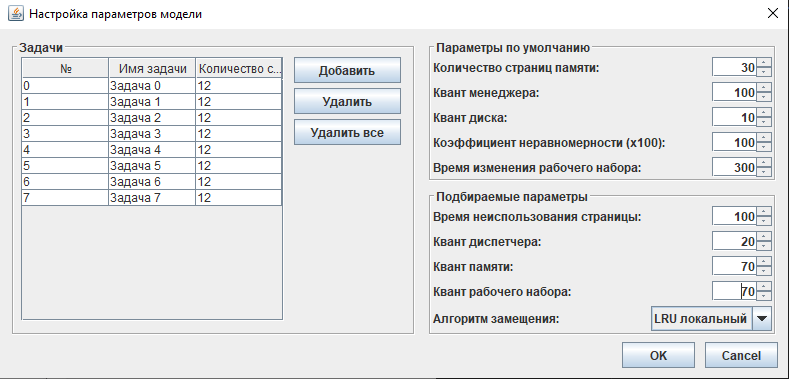 Настройка параметров модели
Задачи
№ Имя задачи Количество с...
0 Задача 0 12
1 Задача 1 12
2 Задача 2 12
3 Задача 3 12
4 Задача 4 12
5 Задача 5 12
6 Задача 6 12
7 Задача 7 12
Добавить
Удалить
Удалить все
Параметры по умолчанию
Количество страниц памяти: 30
Квант менеджера: 100
Квант диска: 10
Коэффициент неравномерности (x100): 100
Время изменения рабочего набора: 300
Подбираемые параметры
Время неиспользования страницы: 100
Квант диспетчера: 20
Квант памяти: 70
Квант рабочего набора: 70
Алгоритм замещения: LRU локальный
OK Cancel